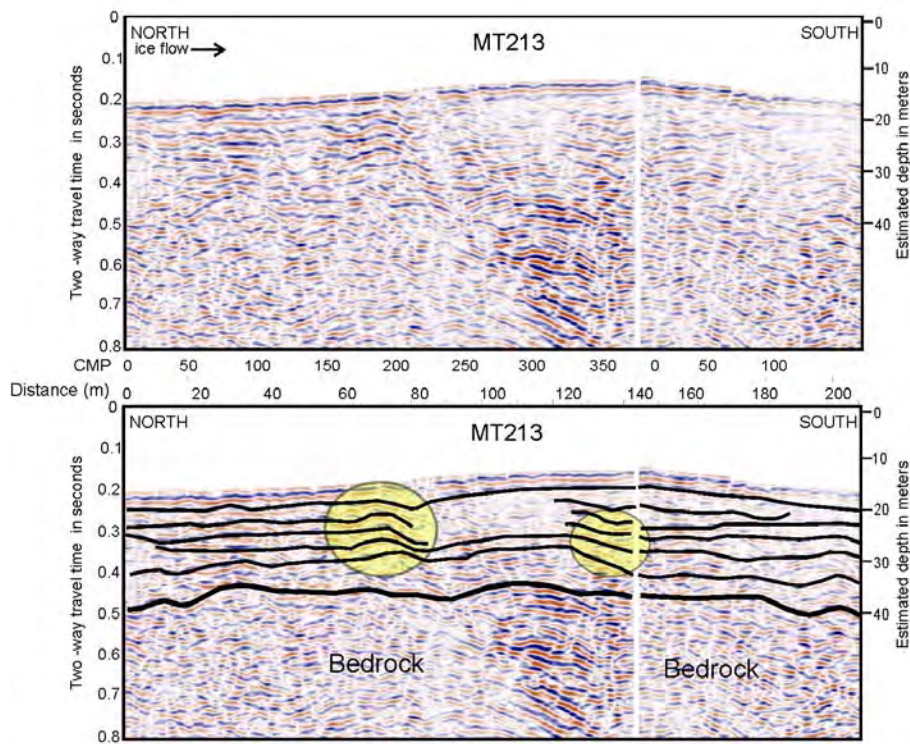 0
NORTH
ice flow
MT213
SOUTH
0
0.1
10
0.2
20
0.3
30
0.4
40
0.5
0.6
0.7
0.8
Two -way travel time in seconds
Estimated depth in meters
CMP 0 50 100 150 200 250 300 350 0 50 100
Distance (m) 0 20 40 60 80 100 120 140 160 180 200
0
NORTH
MT213
SOUTH
0
0.1
10
0.2
20
0.3
30
0.4
40
0.5
0.6
0.7
0.8
Bedrock
Bedrock
Two -way travel time in seconds
Estimated depth in meters